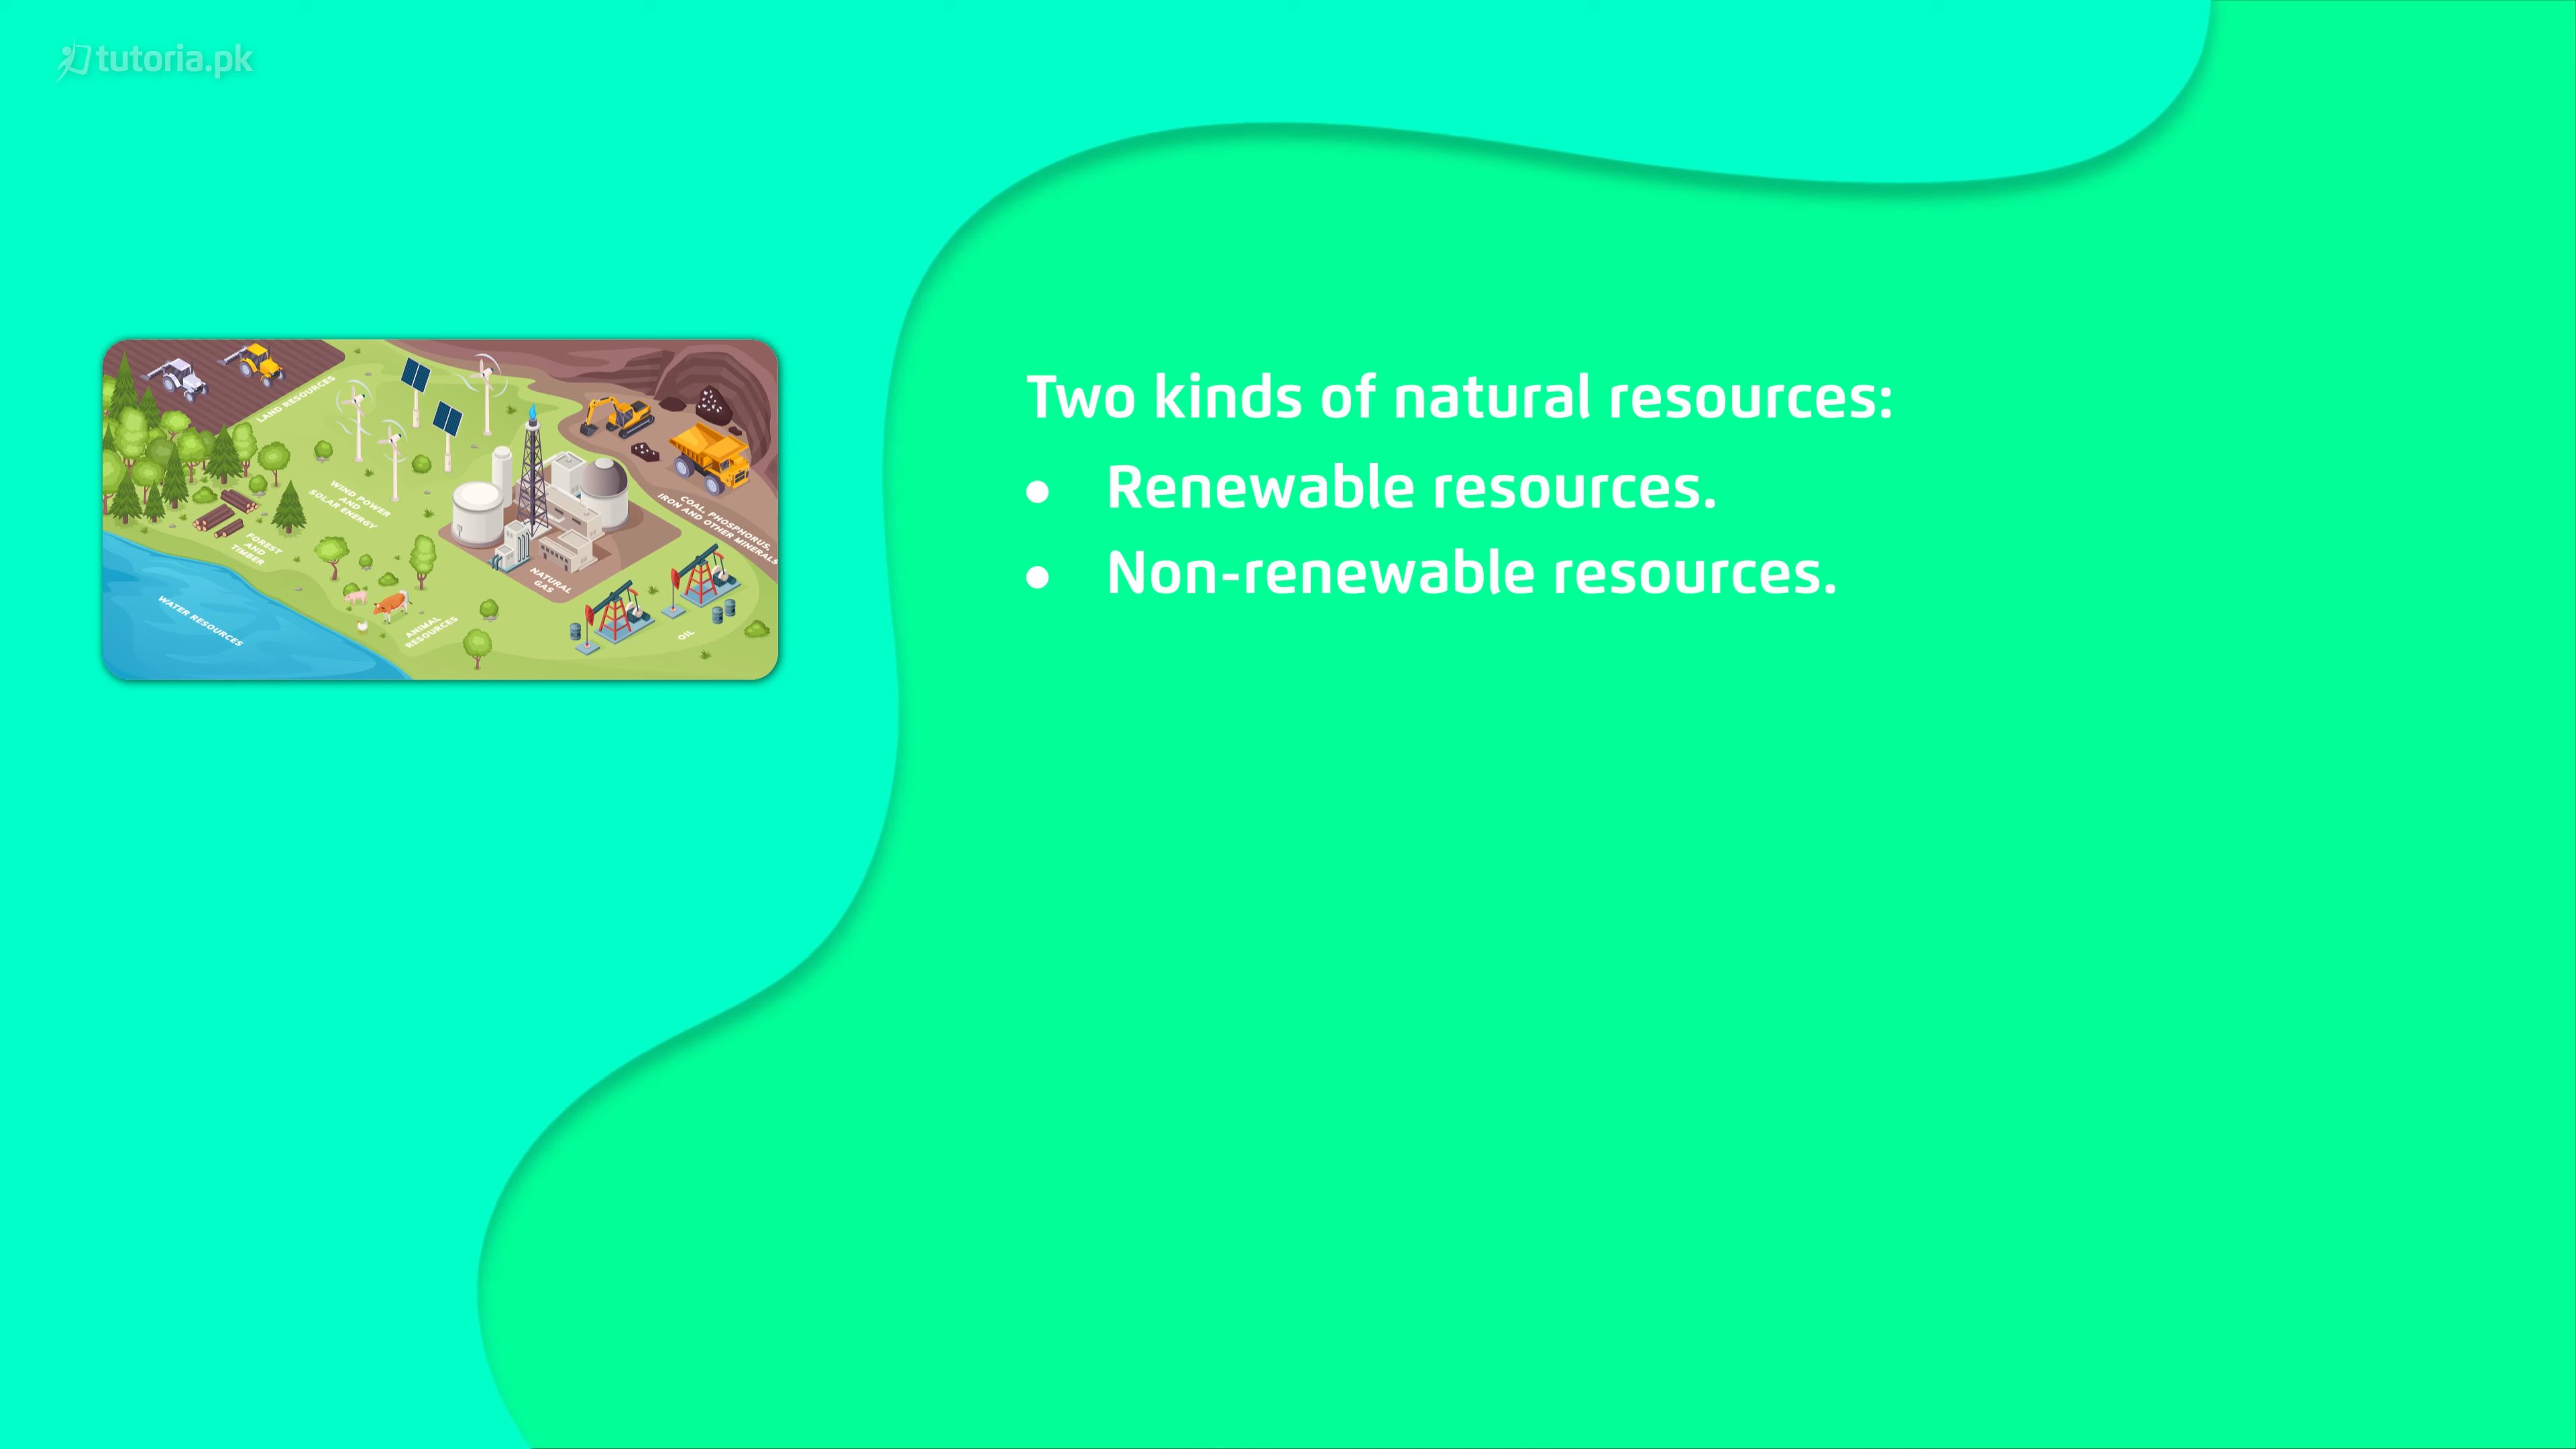 tutoria.pk
Two kinds of natural resources:
• Renewable resources.
• Non-renewable resources.
LAND RESOURCES
WIND POWER
AND
SOLAR ENERGY
FOREST
AND
TIMBER
WATER RESOURCES
ANIMAL
RESOURCES
NATURAL
GAS
OIL
COAL, PHOSPHORUS,
IRON AND OTHER MINERALS